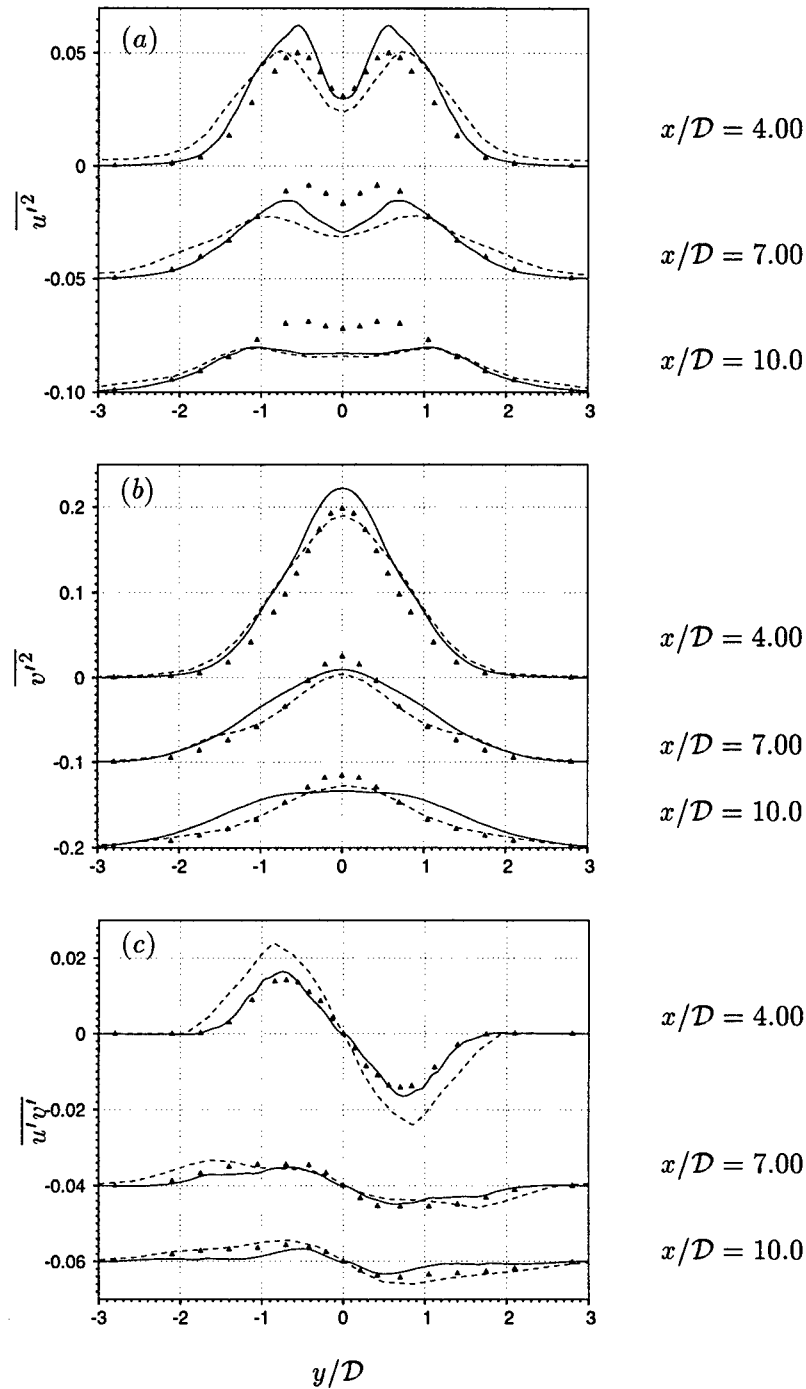 (a)
0.05
0
-0.05
-0.10
-3 -2 -1 0 1 2 3
u'²
x/D = 4.00
x/D = 7.00
x/D = 10.0
(b)
0.2
0.1
0
-0.1
-0.2
-3 -2 -1 0 1 2 3
v'²
x/D = 4.00
x/D = 7.00
x/D = 10.0
(c)
0.02
0
-0.02
-0.04
-0.06
-3 -2 -1 0 1 2 3
u'v'
x/D = 4.00
x/D = 7.00
x/D = 10.0
y/D